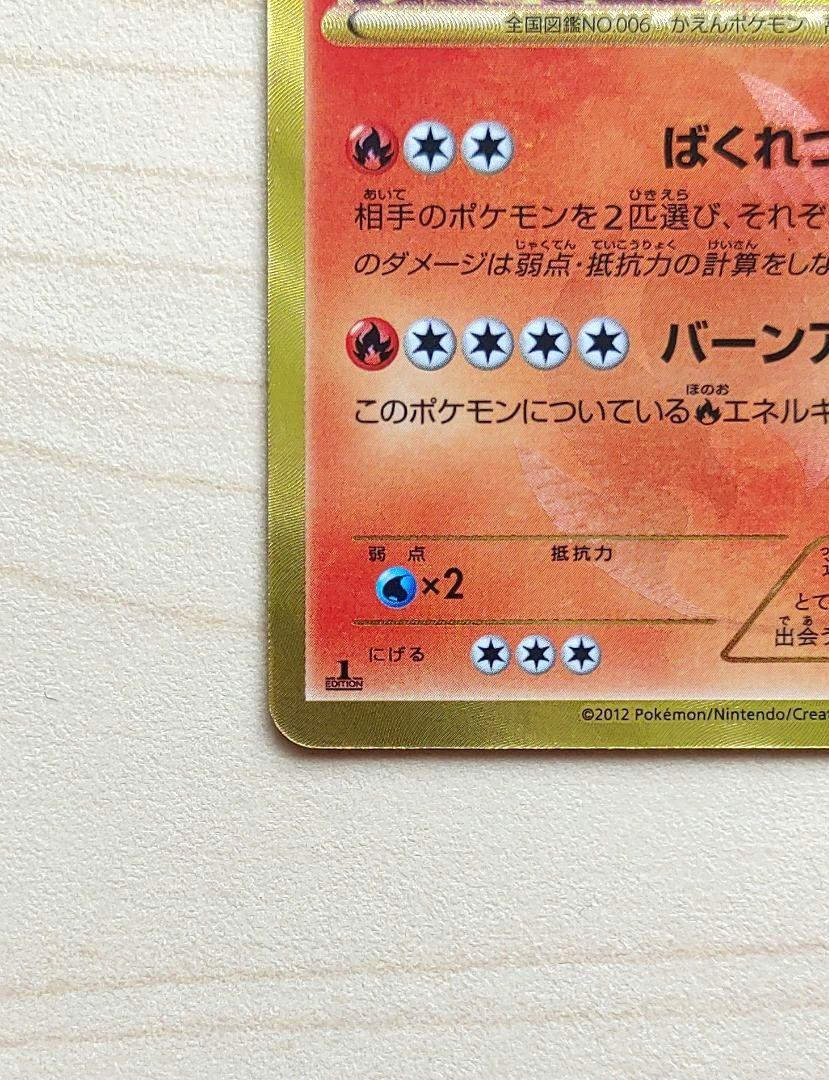 全国図鑑NO.006 かえんポケモン
ばくれつ
あいて ひきえら
相手のポケモンを2匹選び、それぞ
じゃくてん ていこうりょく けいさん
のダメージは弱点・抵抗力の計算をしな
バーンア
ほのお
このポケモンについているエネルギ
弱点 抵抗力
×2
とて
であ
出会う
にげる
1
EDITION
©2012 Pokémon/Nintendo/Creat